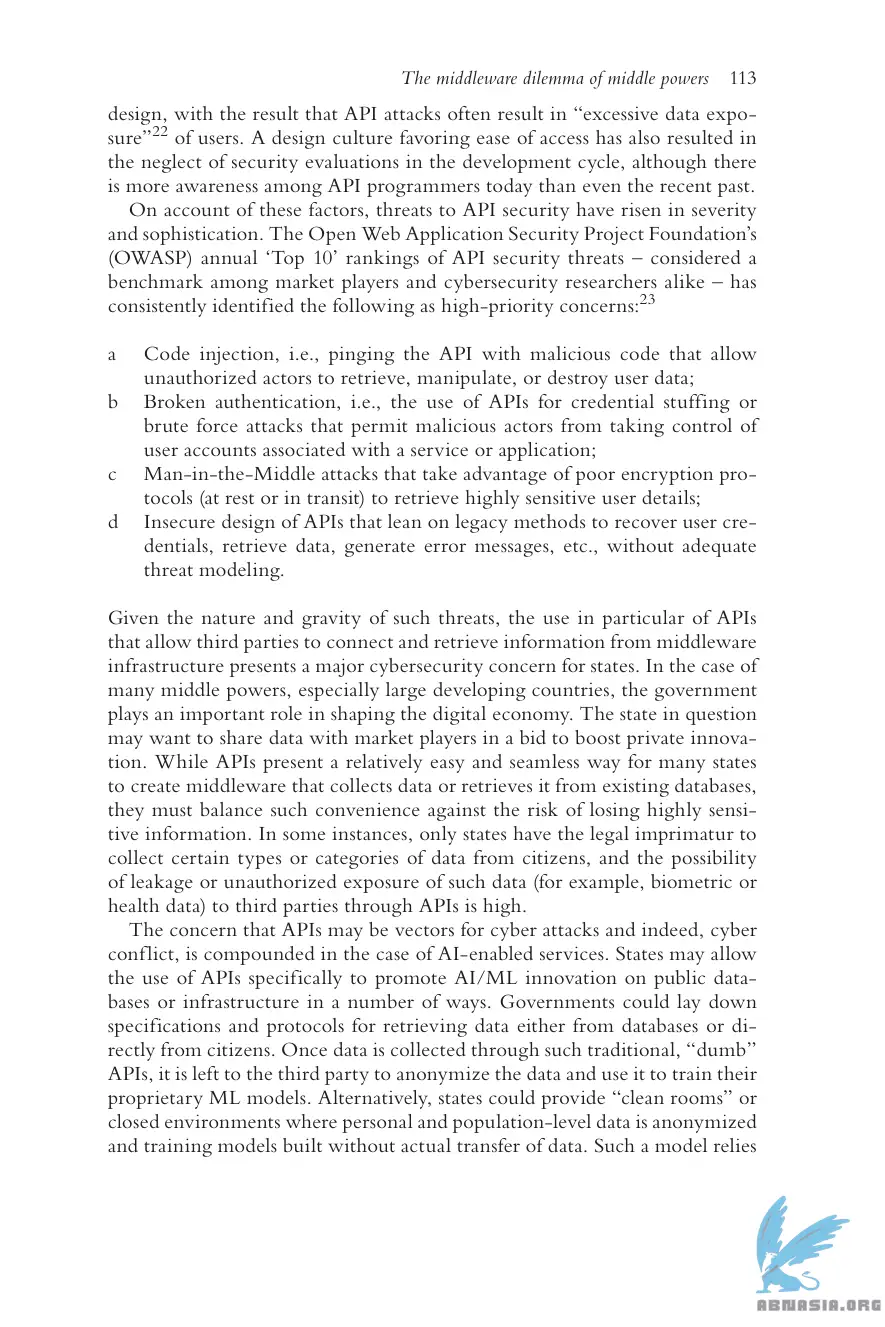 The middleware dilemma of middle powers 113
design, with the result that API attacks often result in “excessive data expo-
sure”22 of users. A design culture favoring ease of access has also resulted in
the neglect of security evaluations in the development cycle, although there
is more awareness among API programmers today than even the recent past.
On account of these factors, threats to API security have risen in severity
and sophistication. The Open Web Application Security Project Foundation’s
(OWASP) annual ‘Top 10’ rankings of API security threats – considered a
benchmark among market players and cybersecurity researchers alike – has
consistently identified the following as high-priority concerns:23
a Code injection, i.e., pinging the API with malicious code that allow
unauthorized actors to retrieve, manipulate, or destroy user data;
b Broken authentication, i.e., the use of APIs for credential stuffing or
brute force attacks that permit malicious actors from taking control of
user accounts associated with a service or application;
c Man-in-the-Middle attacks that take advantage of poor encryption pro-
tocols (at rest or in transit) to retrieve highly sensitive user details;
d Insecure design of APIs that lean on legacy methods to recover user cre-
dentials, retrieve data, generate error messages, etc., without adequate
threat modeling.
Given the nature and gravity of such threats, the use in particular of APIs
that allow third parties to connect and retrieve information from middleware
infrastructure presents a major cybersecurity concern for states. In the case of
many middle powers, especially large developing countries, the government
plays an important role in shaping the digital economy. The state in question
may want to share data with market players in a bid to boost private innova-
tion. While APIs present a relatively easy and seamless way for many states
to create middleware that collects data or retrieves it from existing databases,
they must balance such convenience against the risk of losing highly sensi-
tive information. In some instances, only states have the legal imprimatur to
collect certain types or categories of data from citizens, and the possibility
of leakage or unauthorized exposure of such data (for example, biometric or
health data) to third parties through APIs is high.
The concern that APIs may be vectors for cyber attacks and indeed, cyber
conflict, is compounded in the case of AI-enabled services. States may allow
the use of APIs specifically to promote AI/ML innovation on public data-
bases or infrastructure in a number of ways. Governments could lay down
specifications and protocols for retrieving data either from databases or di-
rectly from citizens. Once data is collected through such traditional, “dumb”
APIs, it is left to the third party to anonymize the data and use it to train their
proprietary ML models. Alternatively, states could provide “clean rooms” or
closed environments where personal and population-level data is anonymized
and training models built without actual transfer of data. Such a model relies
ABNASIA.ORG